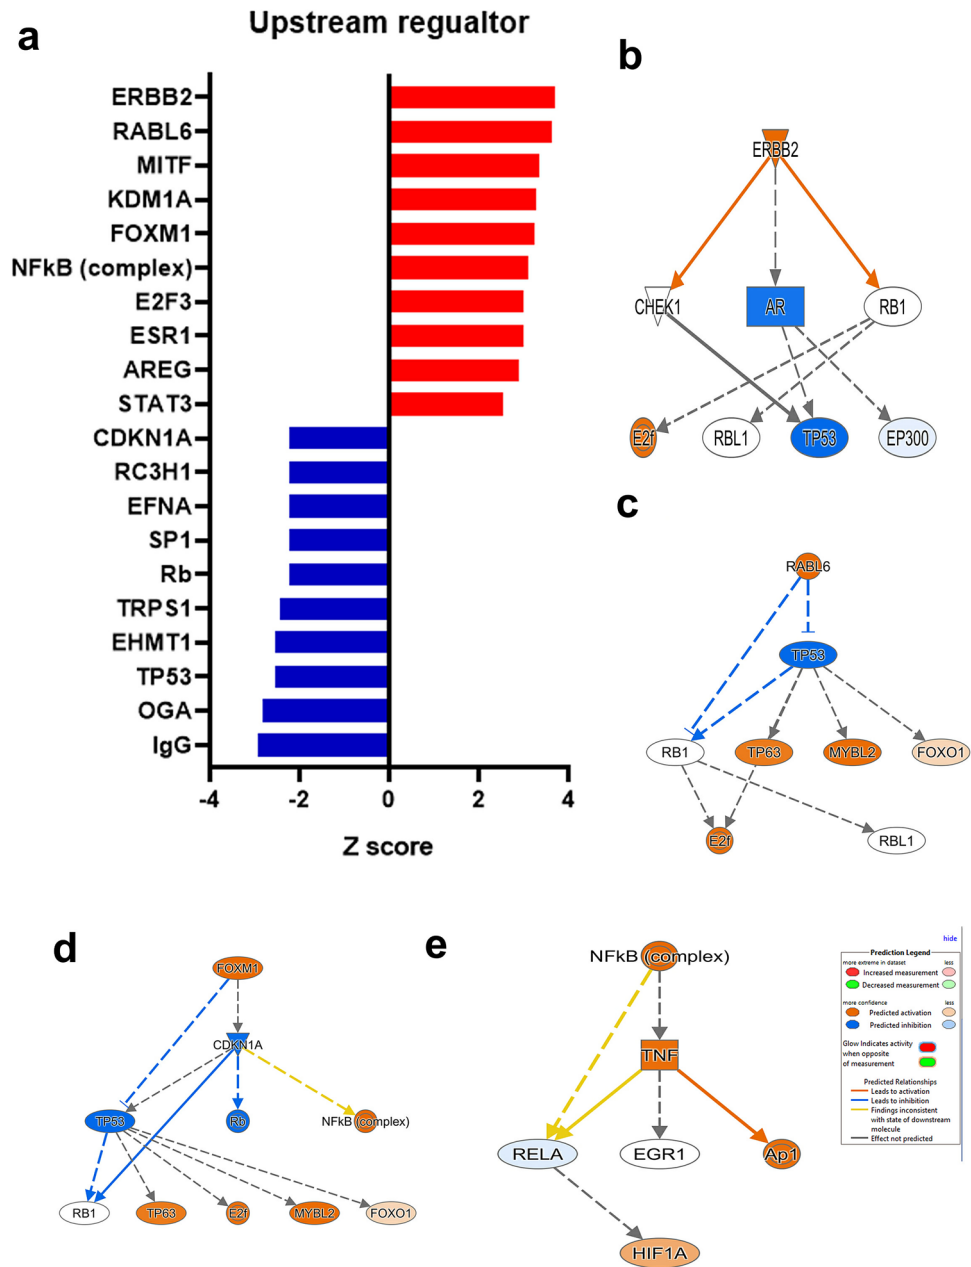 a
Upstream regualtor
ERBB2
RABL6
MITF
KDM1A
FOXM1
NFkB (complex)
E2F3
ESR1
AREG
STAT3
CDKN1A
RC3H1
EFNA
SP1
Rb
TRPS1
EHMT1
TP53
OGA
IgG
-4 -2 0 2 4
Z score
b
ERBB2
CHEK1 AR RB1
E2f RBL1 TP53 EP300
c
RABL6
TP53
RB1 TP63 MYBL2 FOXO1
E2f RBL1
d
FOXM1
CDKN1A
TP53 Rb NFkB (complex)
RB1 TP63 E2f MYBL2 FOXO1
e
NFkB (complex)
TNF
RELA EGR1 Ap1
HIF1A
hide
Prediction Legend
more extreme in dataset less
Increased measurement
Decreased measurement
more confidence less
Predicted activation
Predicted inhibition
Glow Indicates activity
when opposite
of measurement
Predicted Relationships
Leads to activation
Leads to inhibition
Findings inconsistent
with state of downstream
molecule
Effect not predicted